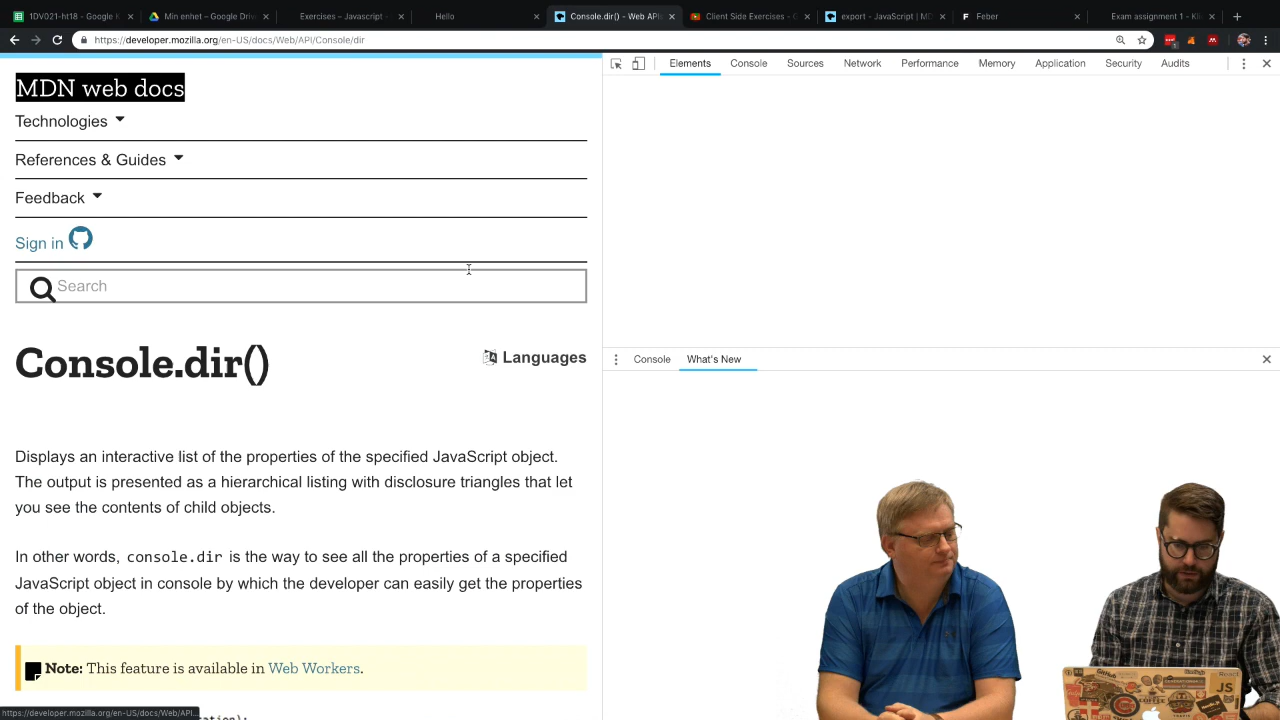 1DV021-ht18 - Google K
Min enhet – Google Driv
Exercises – Javascript -
Hello
Console.dir() - Web APIs
Client Side Exercises - G
export - JavaScript | MD
Feber
Exam assignment 1 - Kli
https://developer.mozilla.org/en-US/docs/Web/API/Console/dir
MDN web docs
Technologies
References & Guides
Feedback
Sign in
Search
Console.dir()
Languages
Displays an interactive list of the properties of the specified JavaScript object.
The output is presented as a hierarchical listing with disclosure triangles that let
you see the contents of child objects.
In other words, console.dir is the way to see all the properties of a specified
JavaScript object in console by which the developer can easily get the properties
of the object.
Note: This feature is available in Web Workers.
https://developer.mozilla.org/en-US/docs/Web/API...
Elements Console Sources Network Performance Memory Application Security Audits
Console What's New
GitHub
React
JS